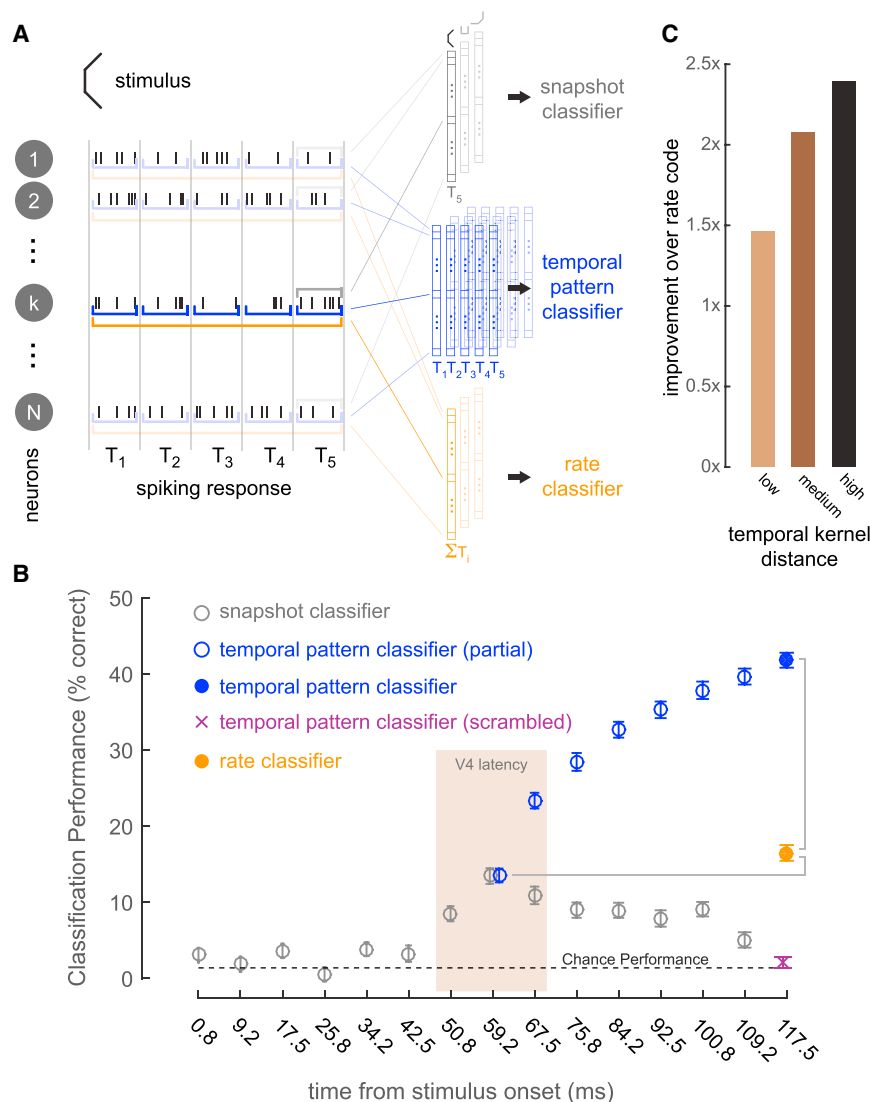 A
stimulus
1
2
k
N
neurons
T1
T2
T3
T4
T5
spiking response
T5
snapshot
classifier
T1 T2 T3 T4 T5
temporal
pattern
classifier
ΣTi
rate
classifier
C
improvement over rate code
2.5x
2x
1.5x
1x
0.5x
0x
low
medium
high
temporal kernel
distance
B
Classification Performance (% correct)
50
40
30
20
10
0
snapshot classifier
temporal pattern classifier (partial)
temporal pattern classifier
temporal pattern classifier (scrambled)
rate classifier
V4 latency
Chance Performance
0.8
9.2
17.5
25.8
34.2
42.5
50.8
59.2
67.5
75.8
84.2
92.5
100.8
109.2
117.5
time from stimulus onset (ms)